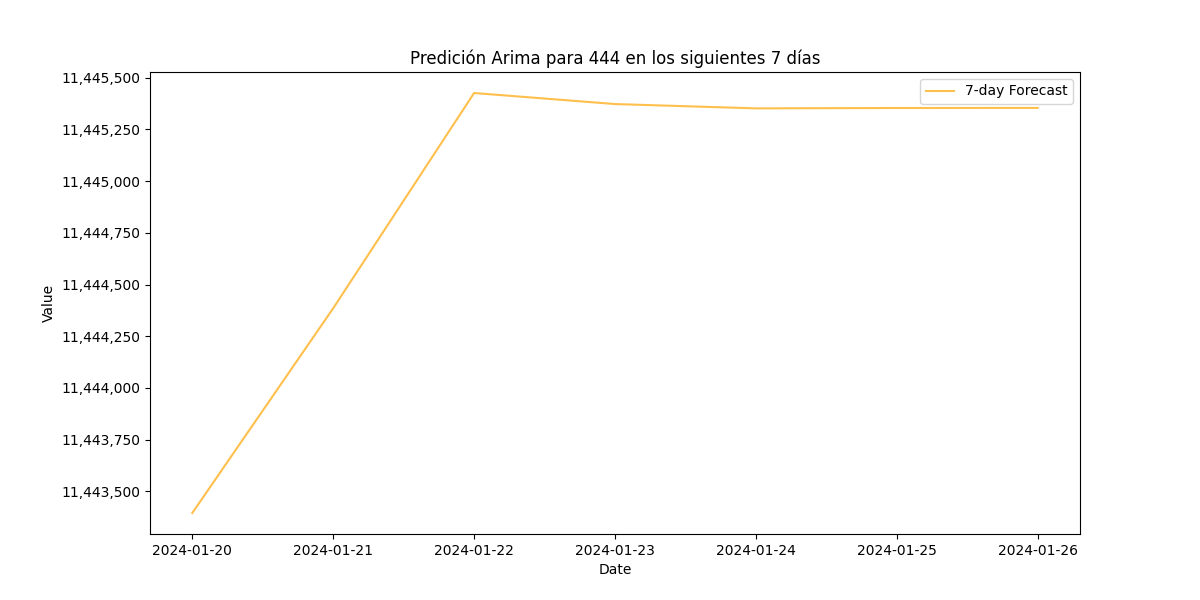 Predición Arima para 444 en los siguientes 7 días
7-day Forecast
11,445,500
11,445,250
11,445,000
11,444,750
11,444,500
11,444,250
11,444,000
11,443,750
11,443,500
Value
2024-01-20 2024-01-21 2024-01-22 2024-01-23 2024-01-24 2024-01-25 2024-01-26
Date